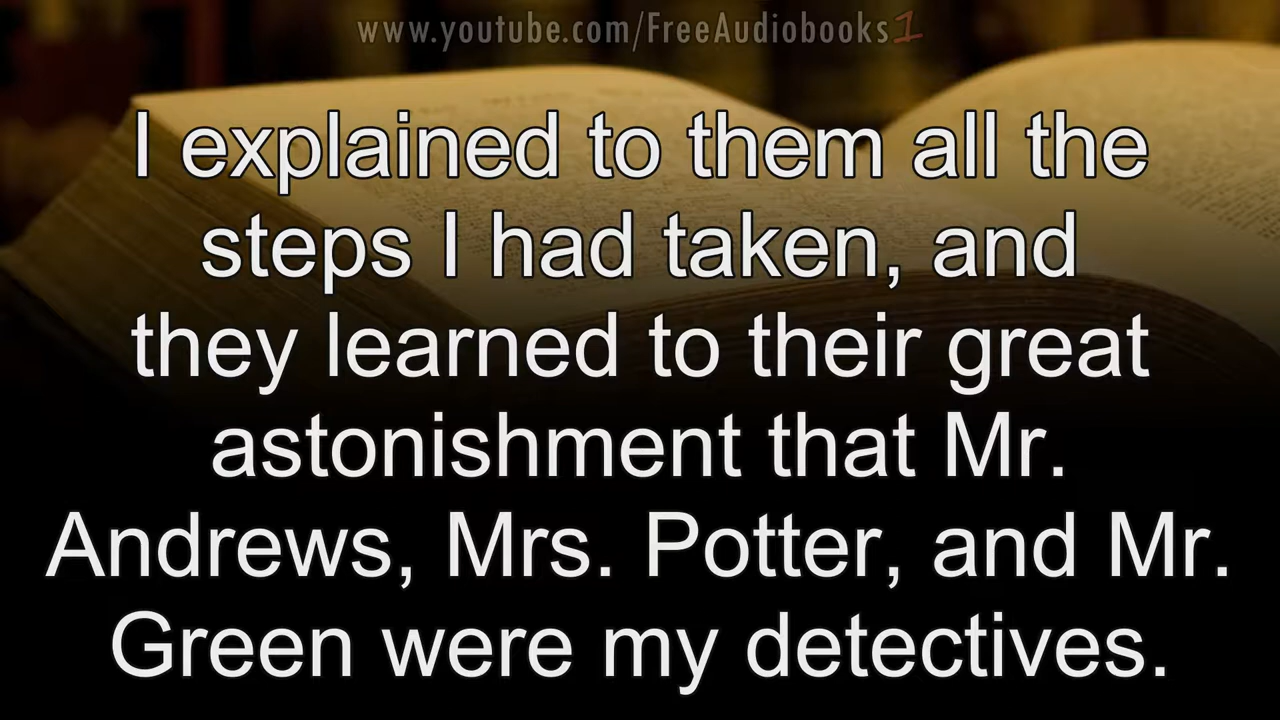 www.youtube.com/FreeAudiobooks1
I explained to them all the
steps I had taken, and
they learned to their great
astonishment that Mr.
Andrews, Mrs. Potter, and Mr.
Green were my detectives.